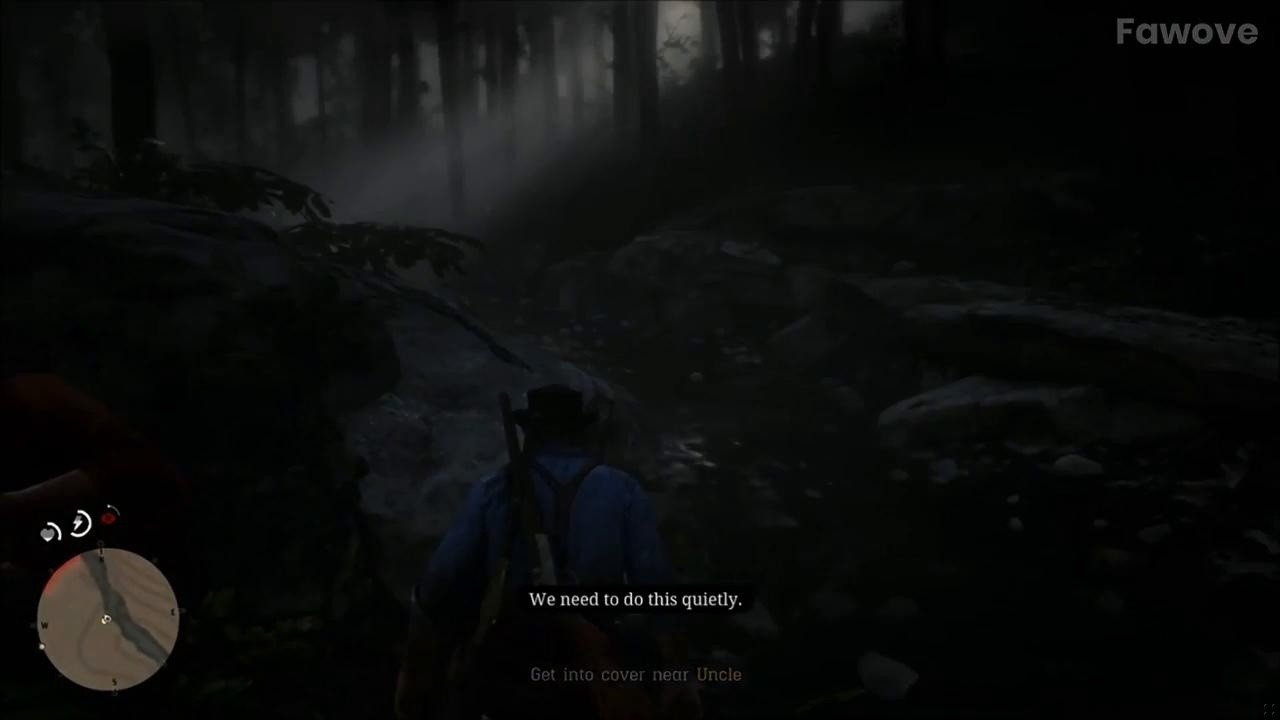 Fawove
N
W
E
S
We need to do this quietly.
Get into cover near Uncle